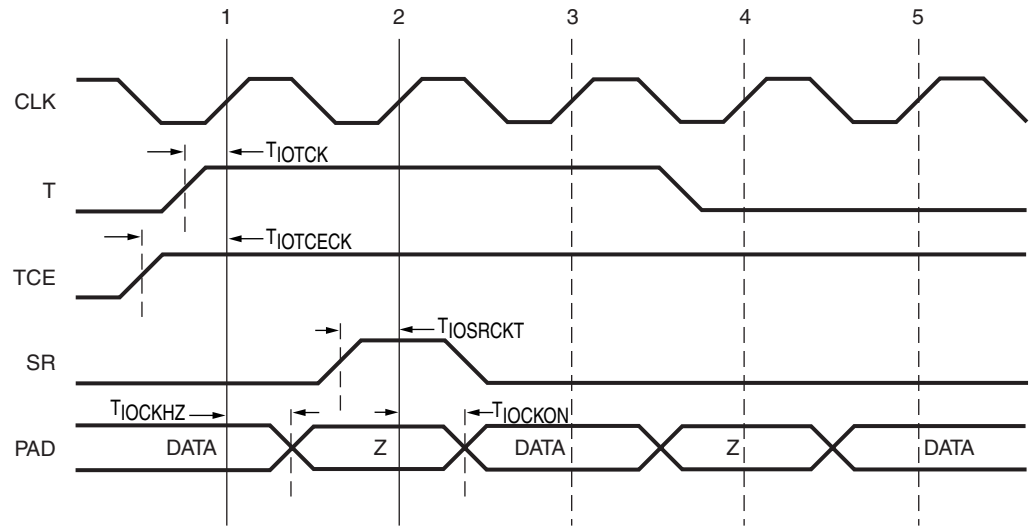 1 2 3 4 5
CLK
TIOTCK
T
TIOTCECK
TCE
TIOSRCKT
SR
TIOCKHZ TIOCKON
PAD DATA Z DATA Z DATA